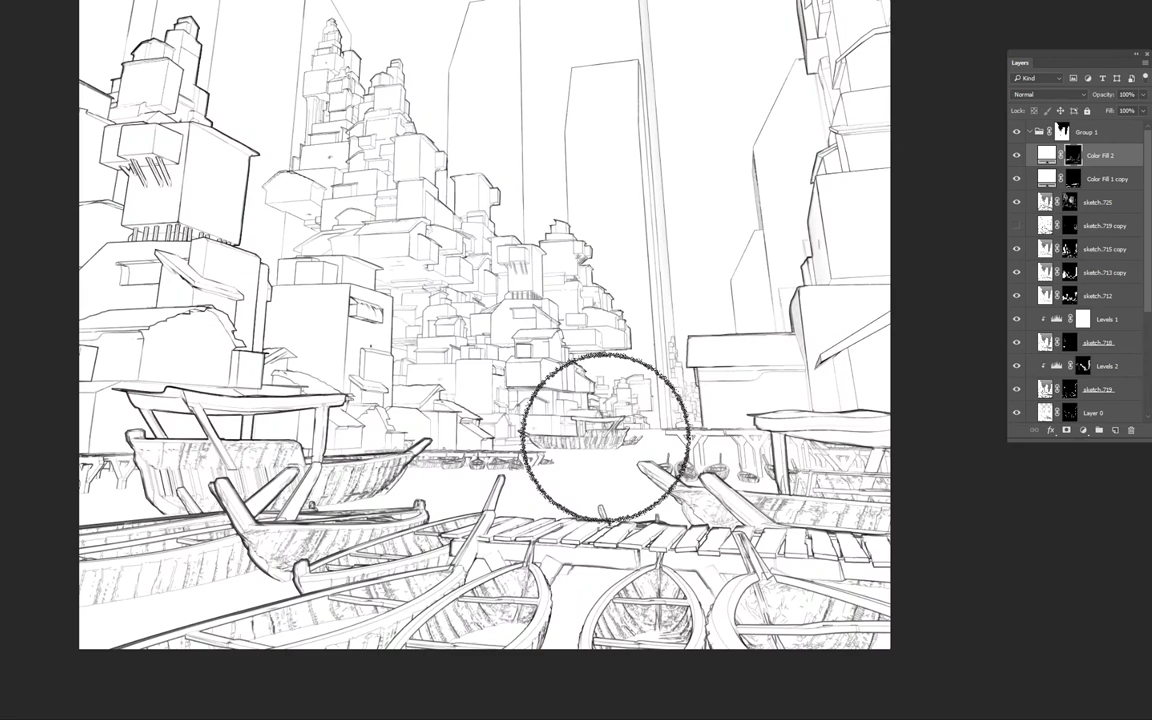 Layers
Kind
Normal Opacity: 100%
Lock: Fill: 100%
Group 1
Color Fill 2
Color Fill 1 copy
sketch.725
sketch.719 copy
sketch.715 copy
sketch.713 copy
sketch.712
Levels 1
sketch.718
Levels 2
sketch.719
Layer 0
fx